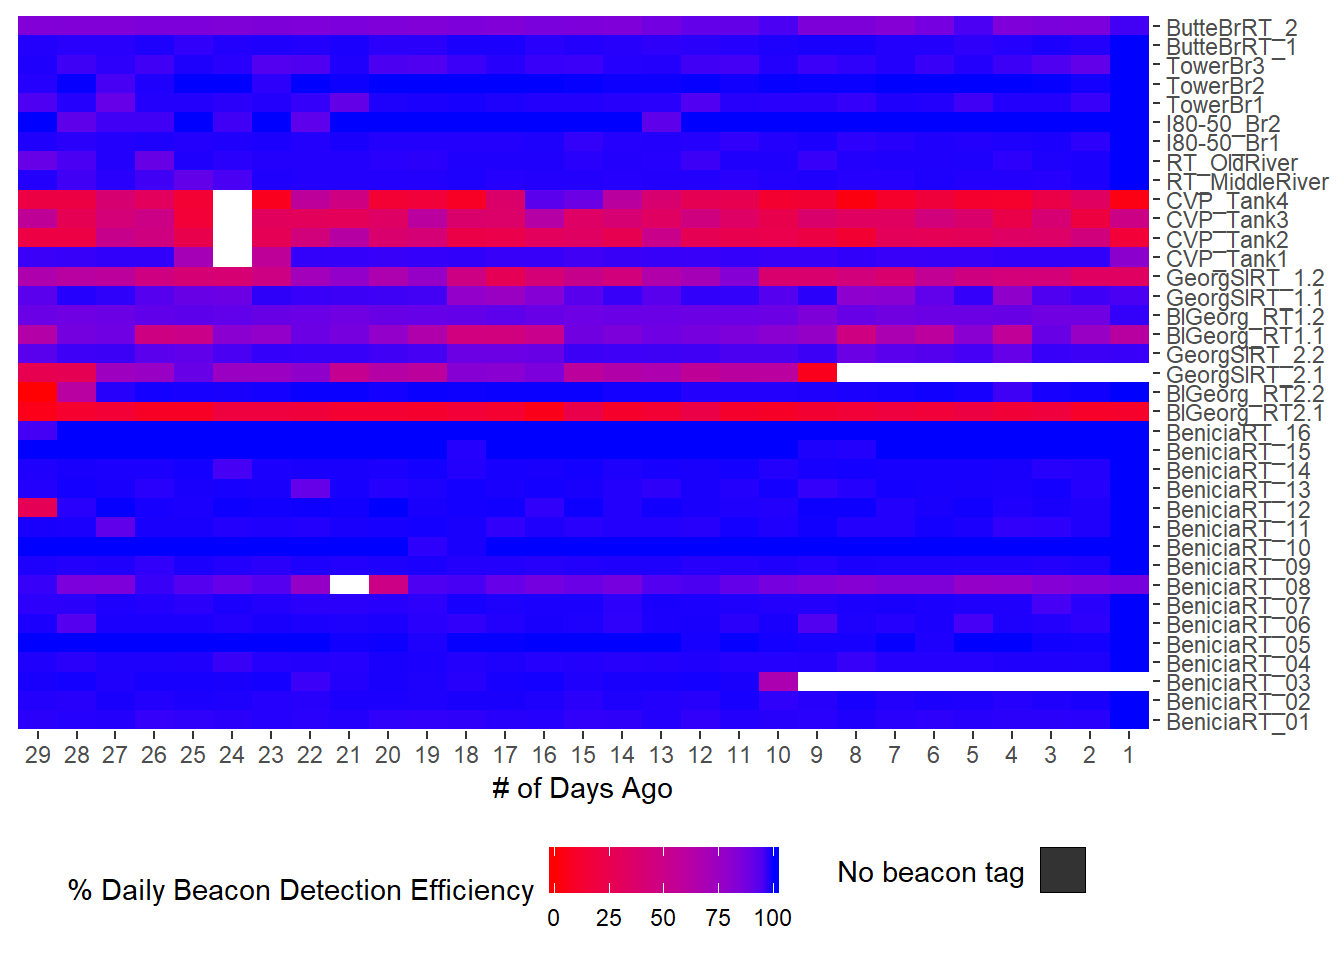 ButteBrRT_2
ButteBrRT_1
TowerBr3
TowerBr2
TowerBr1
I80-50_Br2
I80-50_Br1
RT_OldRiver
RT_MiddleRiver
CVP_Tank4
CVP_Tank3
CVP_Tank2
CVP_Tank1
GeorgSlRT_1.2
GeorgSlRT_1.1
BlGeorg_RT1.2
BlGeorg_RT1.1
GeorgSlRT_2.2
GeorgSlRT_2.1
BlGeorg_RT2.2
BlGeorg_RT2.1
BeniciaRT_16
BeniciaRT_15
BeniciaRT_14
BeniciaRT_13
BeniciaRT_12
BeniciaRT_11
BeniciaRT_10
BeniciaRT_09
BeniciaRT_08
BeniciaRT_07
BeniciaRT_06
BeniciaRT_05
BeniciaRT_04
BeniciaRT_03
BeniciaRT_02
BeniciaRT_01
29 28 27 26 25 24 23 22 21 20 19 18 17 16 15 14 13 12 11 10 9 8 7 6 5 4 3 2 1
# of Days Ago
% Daily Beacon Detection Efficiency
0 25 50 75 100
No beacon tag